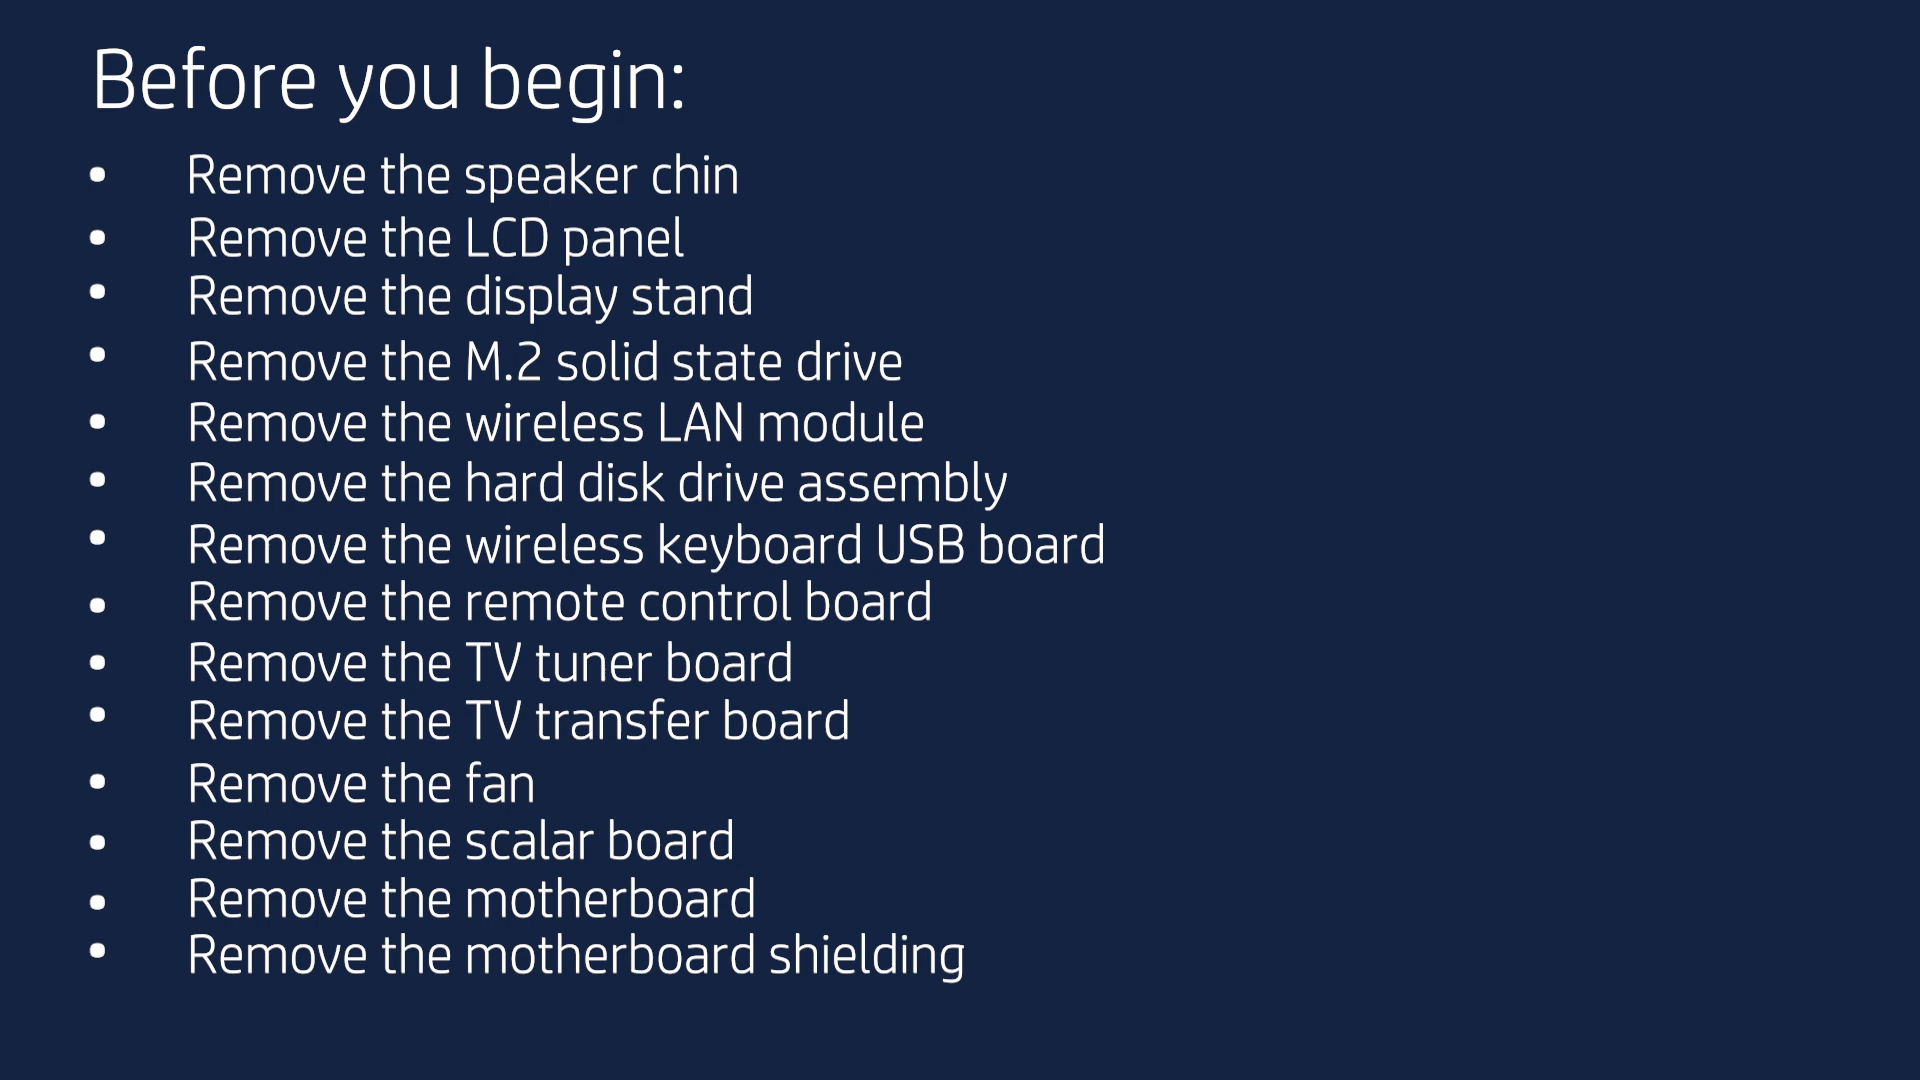 Before you begin:
• Remove the speaker chin
• Remove the LCD panel
• Remove the display stand
• Remove the M.2 solid state drive
• Remove the wireless LAN module
• Remove the hard disk drive assembly
• Remove the wireless keyboard USB board
• Remove the remote control board
• Remove the TV tuner board
• Remove the TV transfer board
• Remove the fan
• Remove the scalar board
• Remove the motherboard
• Remove the motherboard shielding